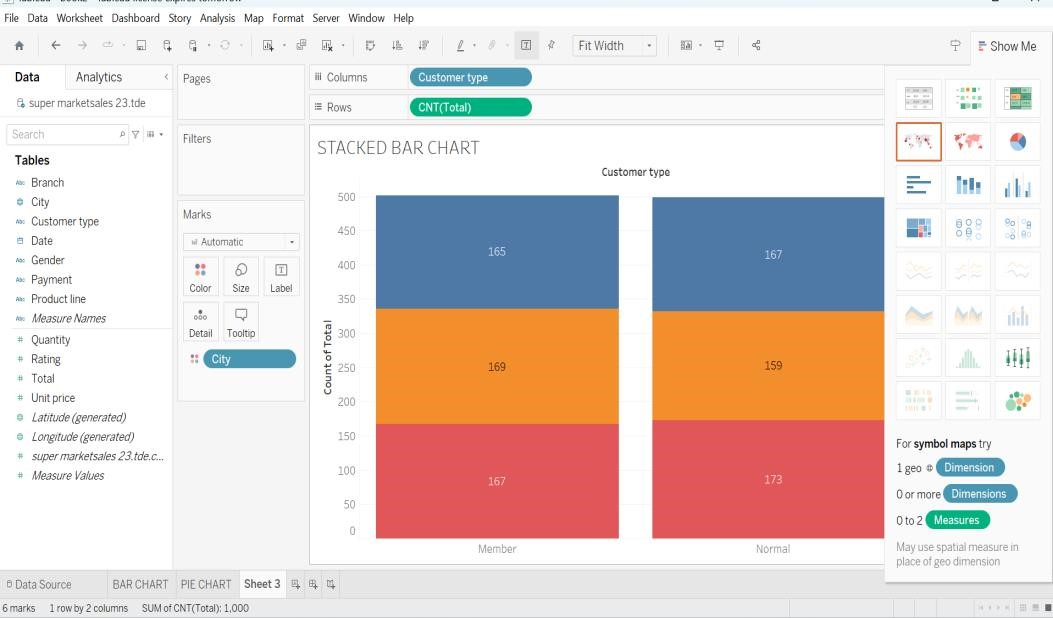 File Data Worksheet Dashboard Story Analysis Map Format Server Window Help
Fit Width
Show Me
Data Analytics
super marketsales 23.tde
Search
Tables
Branch
City
Customer type
Date
Gender
Payment
Product line
Measure Names
Quantity
Rating
Total
Unit price
Latitude (generated)
Longitude (generated)
super marketsales 23.tde.c...
Measure Values
Pages
Filters
Marks
Automatic
Color Size Label
Detail Tooltip
City
Columns Customer type
Rows CNT(Total)
STACKED BAR CHART
Customer type
Count of Total
500
450
400
350
300
250
200
150
100
50
0
165 167
169 159
167 173
Member Normal
For symbol maps try
1 geo Dimension
0 or more Dimensions
0 to 2 Measures
May use spatial measure in
place of geo dimension
Data Source BAR CHART PIE CHART Sheet 3
6 marks 1 row by 2 columns SUM of CNT(Total): 1,000